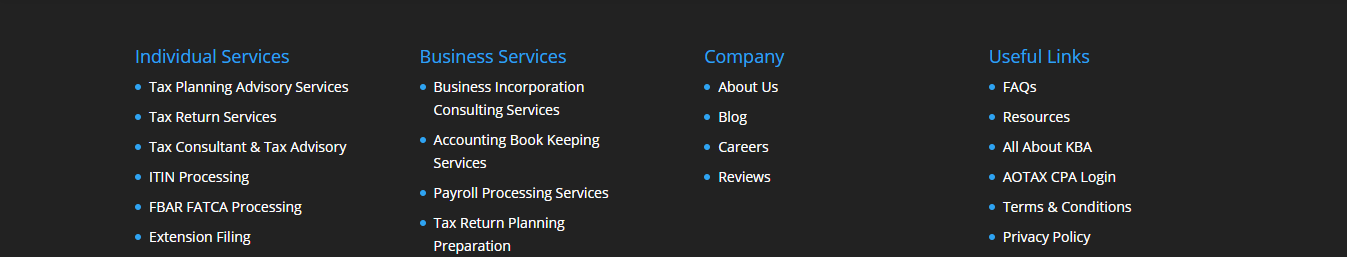 Individual Services
Tax Planning Advisory Services
Tax Return Services
Tax Consultant & Tax Advisory
ITIN Processing
FBAR FATCA Processing
Extension Filing
Business Services
Business Incorporation
Consulting Services
Accounting Book Keeping
Services
Payroll Processing Services
Tax Return Planning
Preparation
Company
About Us
Blog
Careers
Reviews
Useful Links
FAQs
Resources
All About KBA
AOTAX CPA Login
Terms & Conditions
Privacy Policy